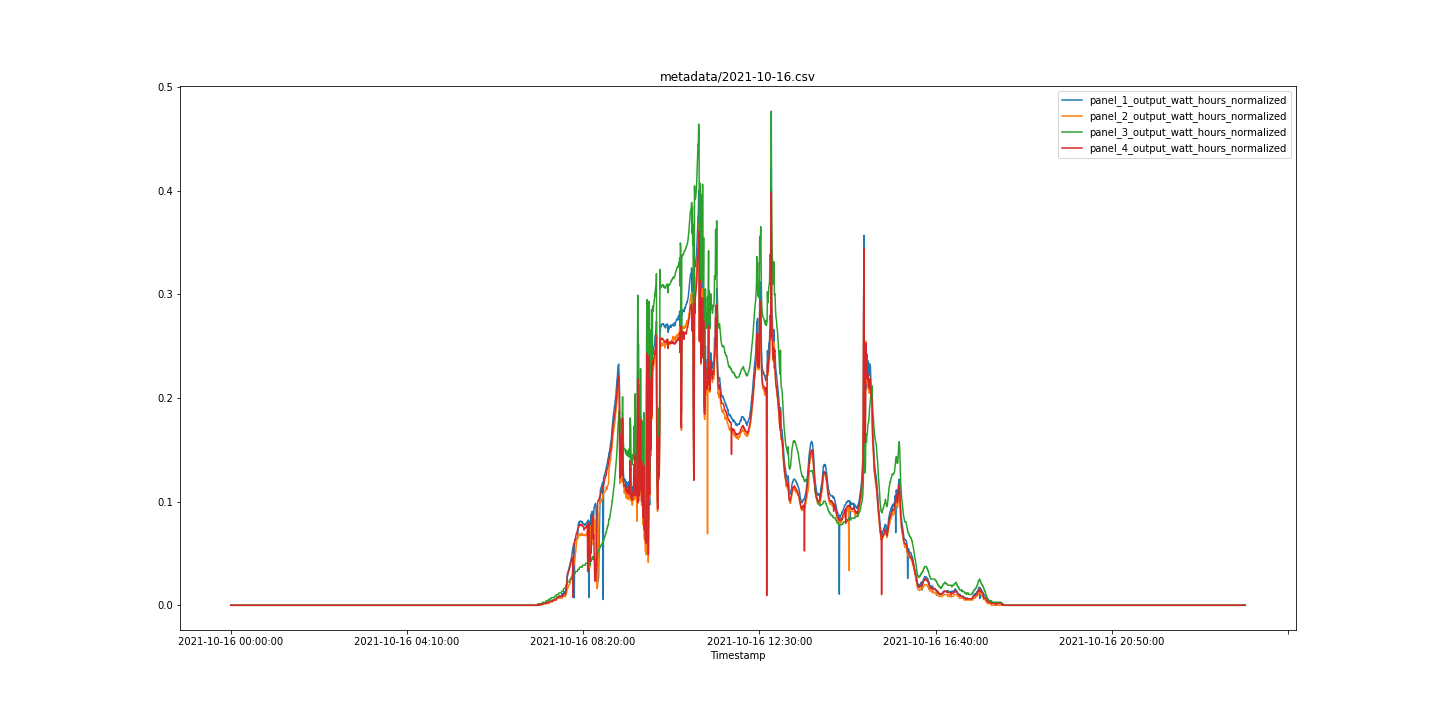 metadata/2021-10-16.csv
0.5
0.4
0.3
0.2
0.1
0.0
panel_1_output_watt_hours_normalized
panel_2_output_watt_hours_normalized
panel_3_output_watt_hours_normalized
panel_4_output_watt_hours_normalized
2021-10-16 00:00:00
2021-10-16 04:10:00
2021-10-16 08:20:00
2021-10-16 12:30:00
2021-10-16 16:40:00
2021-10-16 20:50:00
Timestamp